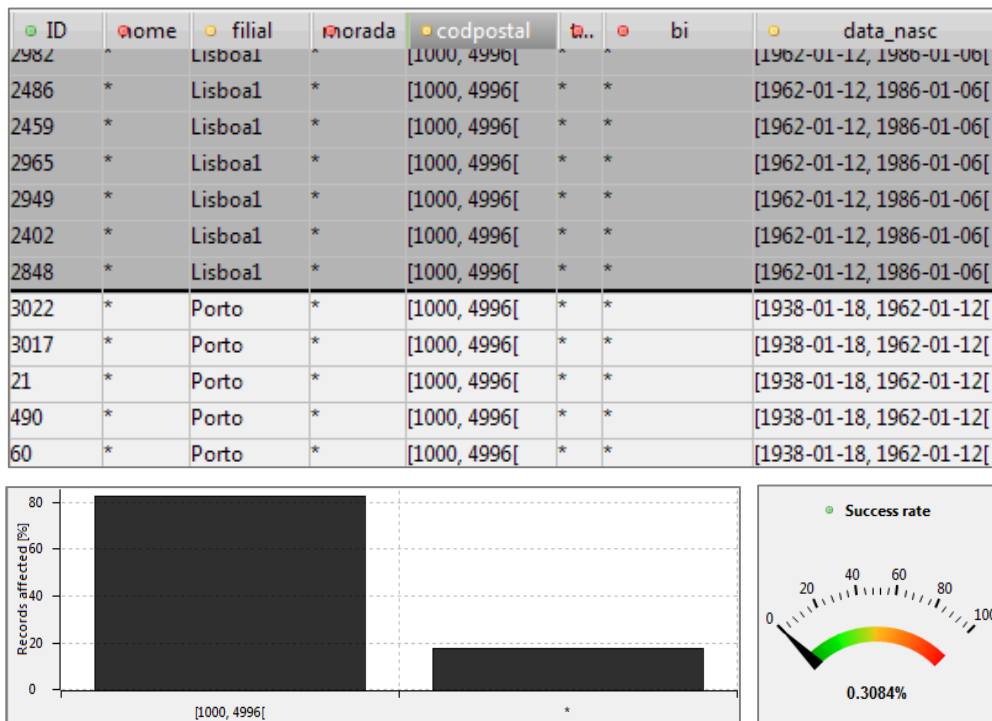 ID nome filial morada codpostal t... bi data_nasc
2982 * Lisboa1 * [1000, 4996[ * * [1962-01-12, 1986-01-06[
2486 * Lisboa1 * [1000, 4996[ * * [1962-01-12, 1986-01-06[
2459 * Lisboa1 * [1000, 4996[ * * [1962-01-12, 1986-01-06[
2965 * Lisboa1 * [1000, 4996[ * * [1962-01-12, 1986-01-06[
2949 * Lisboa1 * [1000, 4996[ * * [1962-01-12, 1986-01-06[
2402 * Lisboa1 * [1000, 4996[ * * [1962-01-12, 1986-01-06[
2848 * Lisboa1 * [1000, 4996[ * * [1962-01-12, 1986-01-06[
3022 * Porto * [1000, 4996[ * * [1938-01-18, 1962-01-12[
3017 * Porto * [1000, 4996[ * * [1938-01-18, 1962-01-12[
21 * Porto * [1000, 4996[ * * [1938-01-18, 1962-01-12[
490 * Porto * [1000, 4996[ * * [1938-01-18, 1962-01-12[
60 * Porto * [1000, 4996[ * * [1938-01-18, 1962-01-12[
Records affected [%]
80
60
40
20
0
[1000, 4996[ *
Success rate
0 20 40 60 80 100
0.3084%